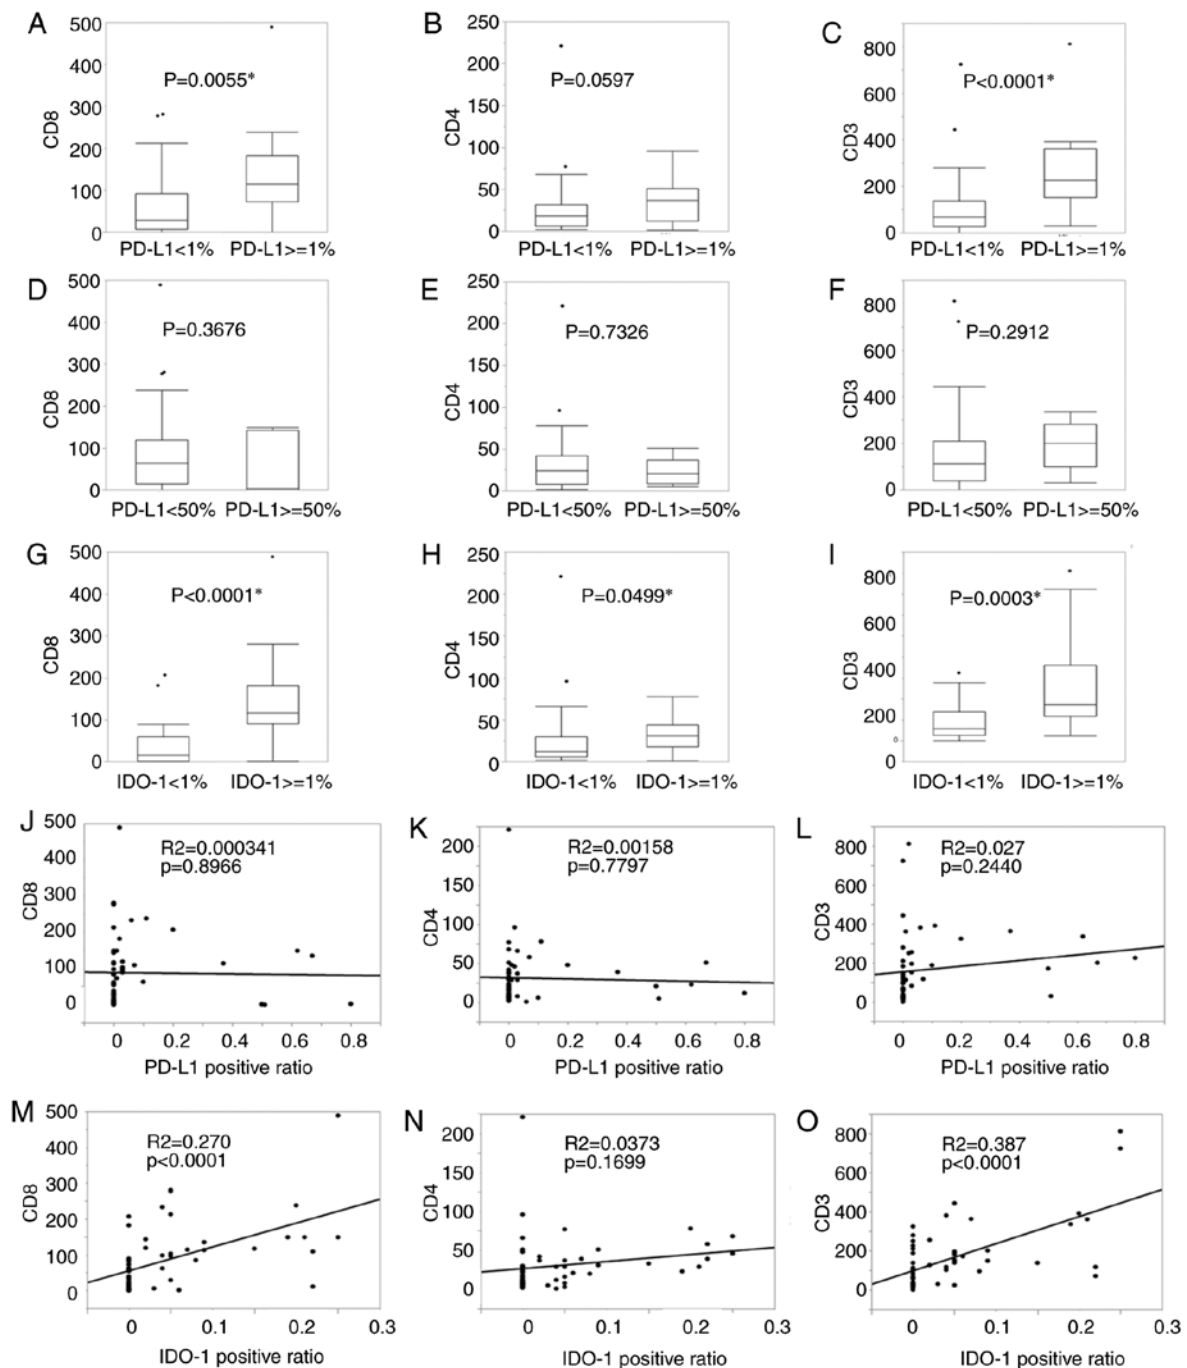 A
500
400
300
200
100
0
CD8
P=0.0055*
PD-L1<1% PD-L1>=1%
B
250
200
150
100
50
0
CD4
P=0.0597
PD-L1<1% PD-L1>=1%
C
800
600
400
200
0
CD3
P<0.0001*
PD-L1<1% PD-L1>=1%
D
500
400
300
200
100
0
CD8
P=0.3676
PD-L1<50% PD-L1>=50%
E
250
200
150
100
50
0
CD4
P=0.7326
PD-L1<50% PD-L1>=50%
F
800
600
400
200
0
CD3
P=0.2912
PD-L1<50% PD-L1>=50%
G
500
400
300
200
100
0
CD8
P<0.0001*
IDO-1<1% IDO-1>=1%
H
250
200
150
100
50
0
CD4
P=0.0499*
IDO-1<1% IDO-1>=1%
I
800
600
400
200
0
0
CD3
P=0.0003*
IDO-1<1% IDO-1>=1%
J
500
400
300
200
100
0
CD8
R2=0.000341
p=0.8966
0 0.2 0.4 0.6 0.8
PD-L1 positive ratio
K
200
150
100
50
0
CD4
R2=0.00158
p=0.7797
0 0.2 0.4 0.6 0.8
PD-L1 positive ratio
L
800
600
400
200
0
CD3
R2=0.027
p=0.2440
0 0.2 0.4 0.6 0.8
PD-L1 positive ratio
M
500
400
300
200
100
0
CD8
R2=0.270
p<0.0001
0 0.1 0.2 0.3
IDO-1 positive ratio
N
200
150
100
50
0
CD4
R2=0.0373
p=0.1699
0 0.1 0.2 0.3
IDO-1 positive ratio
O
800
600
400
200
0
CD3
R2=0.387
p<0.0001
0 0.1 0.2 0.3
IDO-1 positive ratio